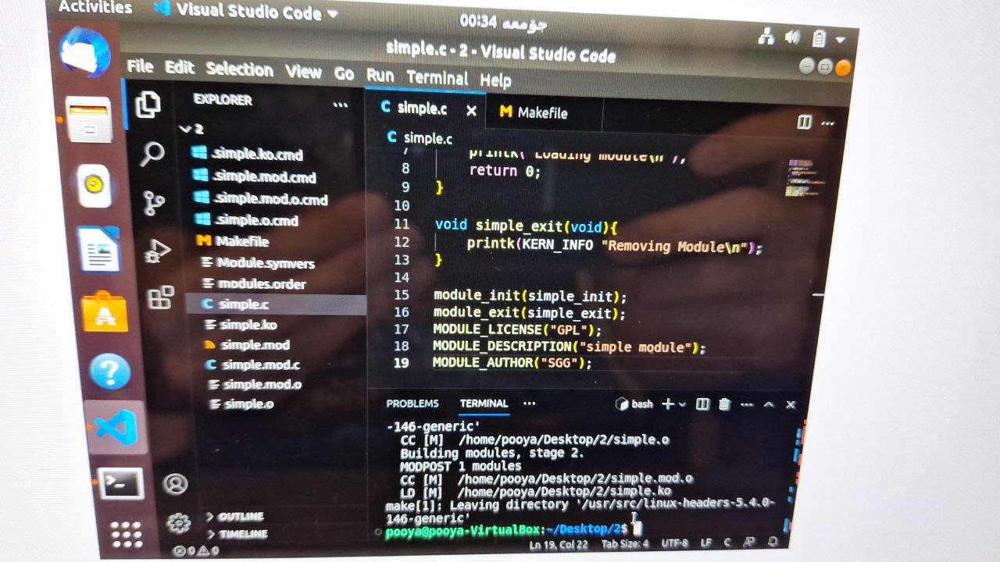 Activities
Visual Studio Code
00:34 جۆمعه
simple.c - 2 - Visual Studio Code
File Edit Selection View Go Run Terminal Help
EXPLORER
2
.simple.ko.cmd
.simple.mod.cmd
.simple.mod.o.cmd
.simple.o.cmd
Makefile
Module.symvers
modules.order
simple.c
simple.ko
simple.mod
simple.mod.c
simple.mod.o
simple.o
OUTLINE
TIMELINE
simple.c
Makefile
simple.c
8 return 0;
9 }
10
11 void simple_exit(void){
12 printk(KERN_INFO "Removing Module\n");
13 }
14
15 module_init(simple_init);
16 module_exit(simple_exit);
17 MODULE_LICENSE("GPL");
18 MODULE_DESCRIPTION("simple module");
19 MODULE_AUTHOR("SGG");
PROBLEMS TERMINAL
bash
-146-generic'
CC [M] /home/pooya/Desktop/2/simple.o
Building modules, stage 2.
MODPOST 1 modules
CC [M] /home/pooya/Desktop/2/simple.mod.o
LD [M] /home/pooya/Desktop/2/simple.ko
make[1]: Leaving directory '/usr/src/linux-headers-5.4.0-
146-generic'
pooya@pooya-VirtualBox:~/Desktop/2$
0 0 Ln 19, Col 22 Tab Size: 4 UTF-8 LF C